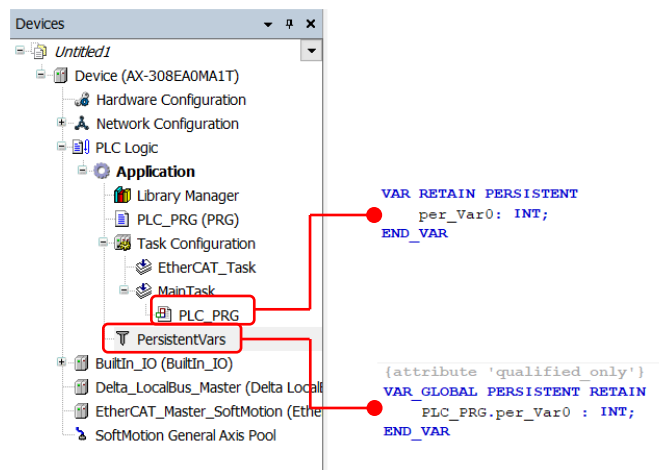 Devices
Untitled1
Device (AX-308EA0MA1T)
Hardware Configuration
Network Configuration
PLC Logic
Application
Library Manager
PLC_PRG (PRG)
Task Configuration
EtherCAT_Task
MainTask
PLC_PRG
PersistentVars
BuiltIn_IO (BuiltIn_IO)
Delta_LocalBus_Master (Delta Local
EtherCAT_Master_SoftMotion (Ethe
SoftMotion General Axis Pool
VAR RETAIN PERSISTENT
per_Var0: INT;
END_VAR
{attribute 'qualified_only'}
VAR_GLOBAL PERSISTENT RETAIN
PLC_PRG.per_Var0 : INT;
END_VAR